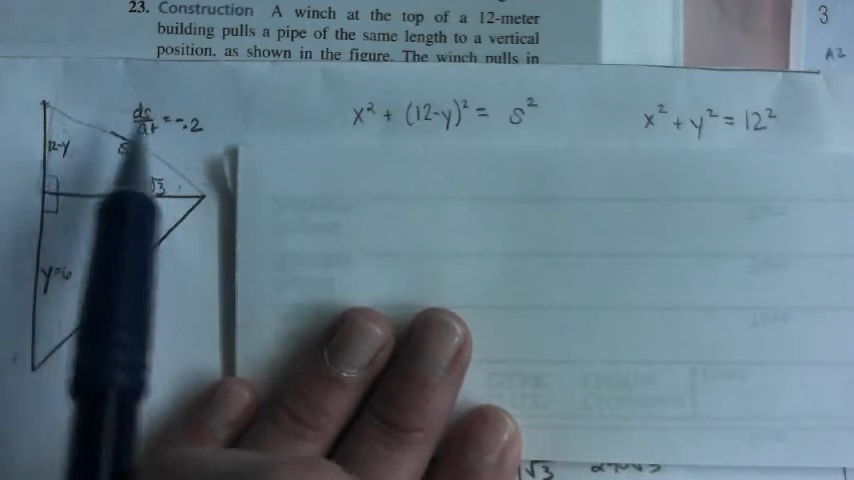 23. Construction A winch at the top of a 12-meter
building pulls a pipe of the same length to a vertical
position, as shown in the figure. The winch pulls in
3
A2
ds/dt = -.2
x² + (12-y)² = s²
x² + y² = 12²
12-y
s
√3
y=6
√3